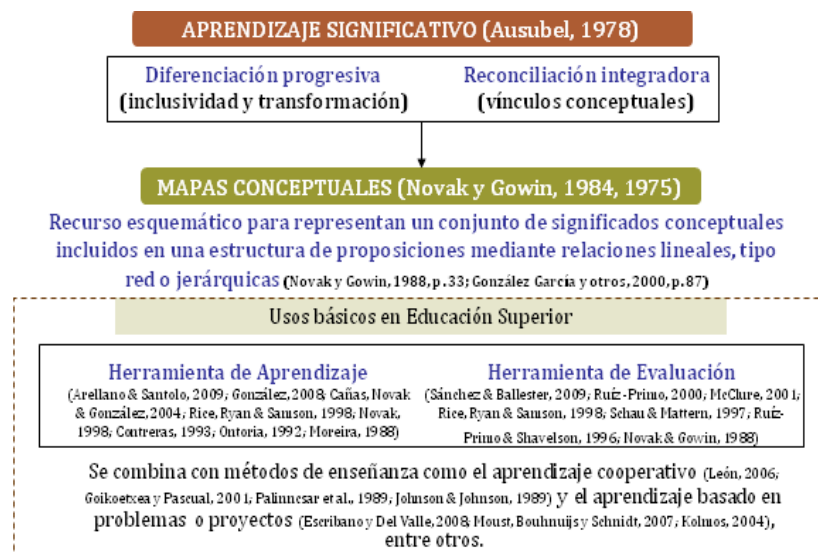 APRENDIZAJE SIGNIFICATIVO (Ausubel, 1978)
Diferenciación progresiva
(inclusividad y transformación)
Reconciliación integradora
(vínculos conceptuales)
MAPAS CONCEPTUALES (Novak y Gowin, 1984, 1975)
Recurso esquemático para representan un conjunto de significados conceptuales
incluidos en una estructura de proposiciones mediante relaciones lineales, tipo
red o jerárquicas (Novak y Gowin, 1988, p.33; González García y otros, 2000, p.87)
Usos básicos en Educación Superior
Herramienta de Aprendizaje
(Arellano & Santolo, 2009; González, 2008; Cañas, Novak
& González, 2004; Rice, Ryan & Samson, 1998; Novak,
1998; Contreras, 1993; Ontoria, 1992; Moreira, 1988)
Herramienta de Evaluación
(Sánchez & Ballester, 2009; Ruíz-Primo, 2000; McClure, 2001;
Rice, Ryan & Samson, 1998; Schau & Mattern, 1997; Ruíz-
Primo & Shavelson, 1996; Novak & Gowin, 1988)
Se combina con métodos de enseñanza como el aprendizaje cooperativo (León, 2006;
Goikoetxea y Pascual, 2001; Palinncsar et al., 1989; Johnson & Johnson, 1989) y el aprendizaje basado en
problemas o proyectos (Escribano y Del Valle, 2008; Moust, Bouhnuijs y Schnidt, 2007; Kolmos, 2004),
entre otros.